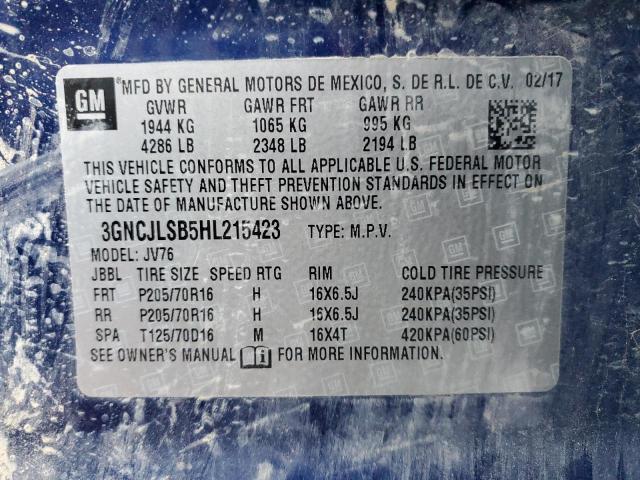 GM MFD BY GENERAL MOTORS DE MEXICO, S. DE R.L. DE C.V. 02/17
GVWR GAWR FRT GAWR RR
1944 KG 1065 KG 995 KG
4286 LB 2348 LB 2194 LB
THIS VEHICLE CONFORMS TO ALL APPLICABLE U.S. FEDERAL MOTOR
VEHICLE SAFETY AND THEFT PREVENTION STANDARDS IN EFFECT ON
THE DATE OF MANUFACTURE SHOWN ABOVE.
3GNCJLSB5HL215423 TYPE: M.P.V.
MODEL: JV76
JBBL TIRE SIZE SPEED RTG RIM COLD TIRE PRESSURE
FRT P205/70R16 H 16X6.5J 240KPA(35PSI)
RR P205/70R16 H 16X6.5J 240KPA(35PSI)
SPA T125/70D16 M 16X4T 420KPA(60PSI)
SEE OWNER'S MANUAL FOR MORE INFORMATION.